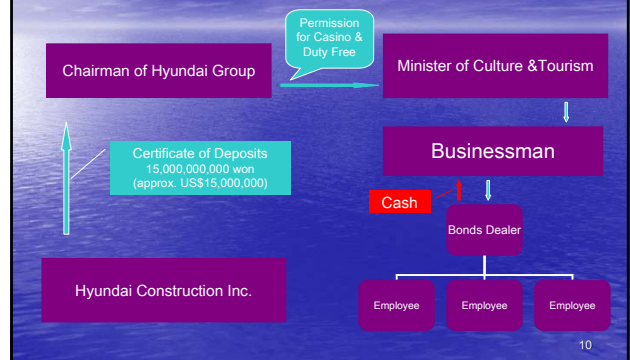 Permission
for Casino &
Duty Free
Chairman of Hyundai Group
Minister of Culture &Tourism
Certificate of Deposits
15,000,000,000 won
(approx. US$15,000,000)
Businessman
Cash
Bonds Dealer
Hyundai Construction Inc.
Employee
Employee
Employee
10